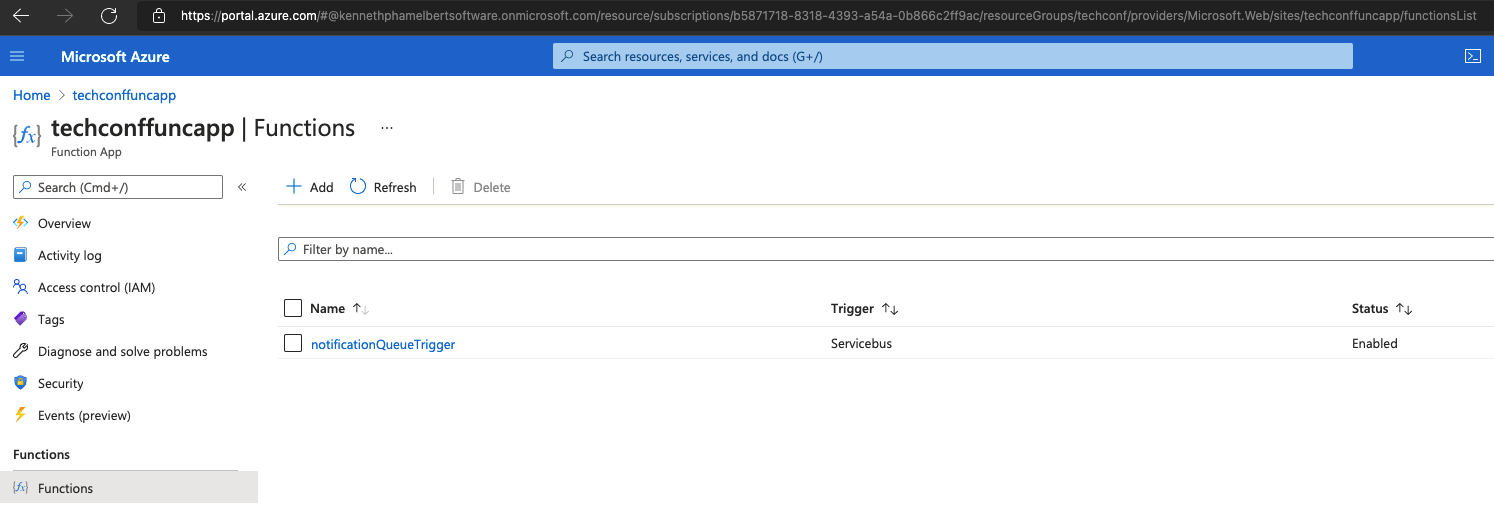 https://portal.azure.com/#@kennethphamelbertsoftware.onmicrosoft.com/resource/subscriptions/b5871718-8318-4393-a54a-0b866c2ff9ac/resourceGroups/techconf/providers/Microsoft.Web/sites/techconffuncapp/functionsList
Microsoft Azure
Search resources, services, and docs (G+/)
Home > techconffuncapp
{fx} techconffuncapp | Functions ...
Function App
Search (Cmd+/) «
Add Refresh Delete
Overview
Filter by name...
Activity log
Access control (IAM)
Name Trigger Status
Tags
notificationQueueTrigger Servicebus Enabled
Diagnose and solve problems
Security
Events (preview)
Functions
{fx} Functions